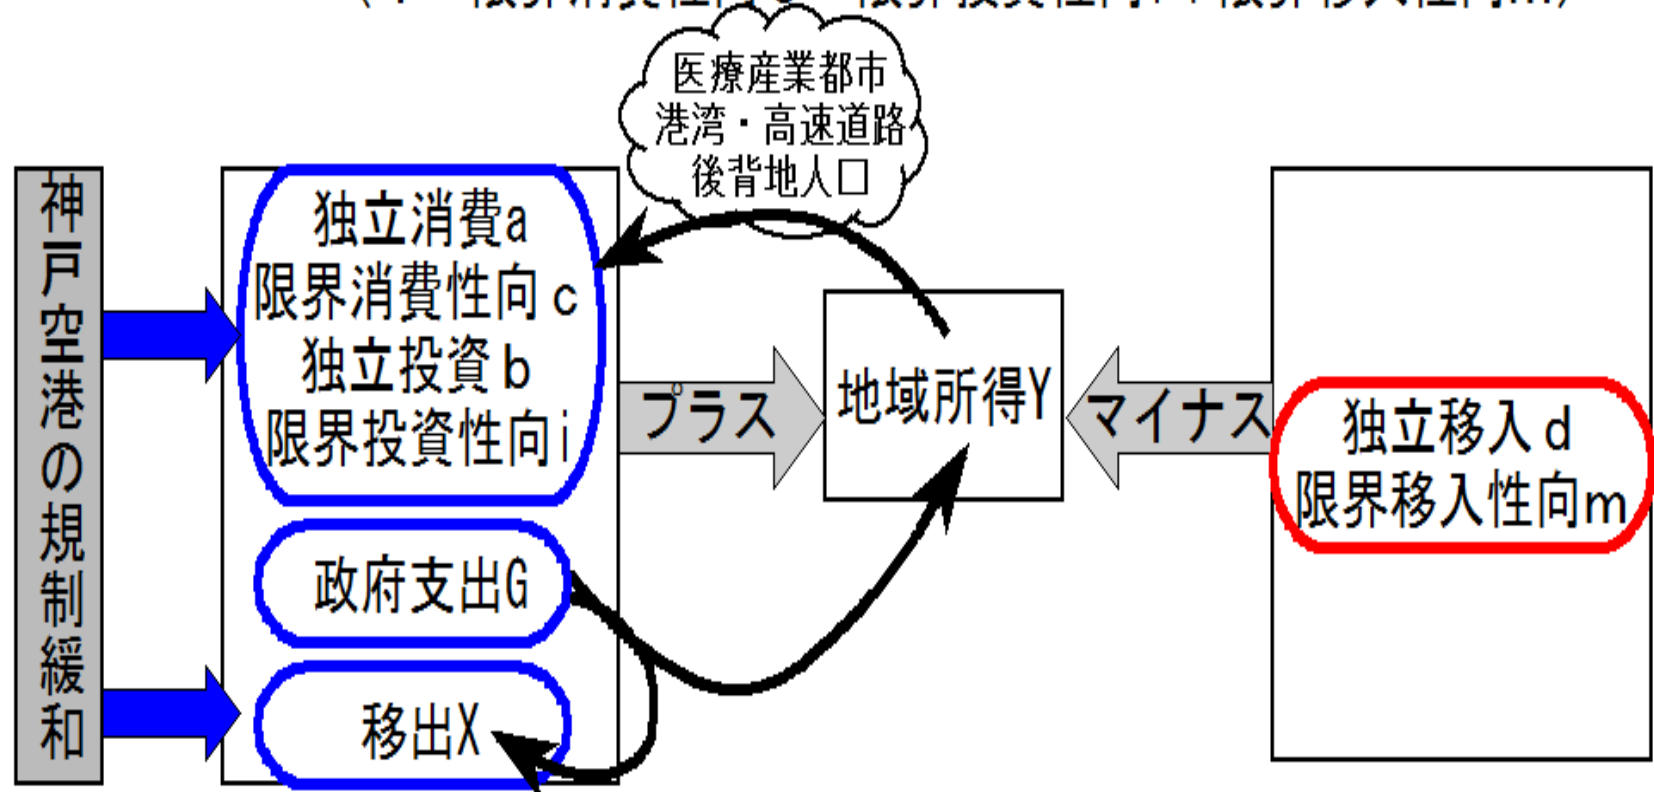 医療産業都市
港湾・高速道路
後背地人口
神戸空港の規制緩和
独立消費a
限界消費性向c
独立投資b
限界投資性向i
プラス
地域所得Y
マイナス
独立移入d
限界移入性向m
政府支出G
移出X